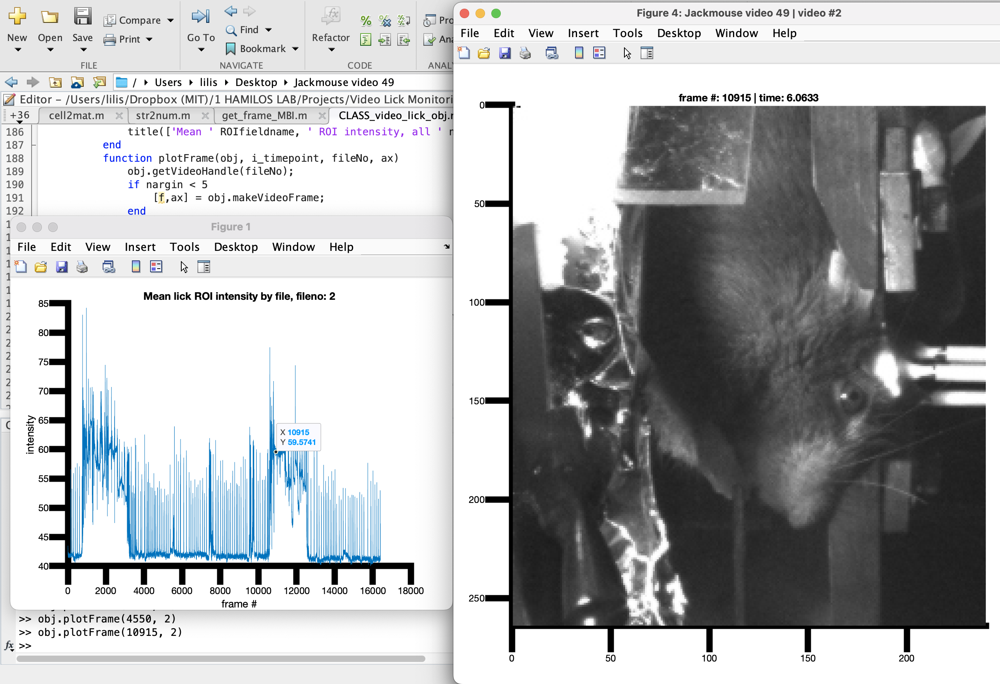 New
Open
Save
Compare
Print
FILE
Go To
Find
Bookmark
NAVIGATE
Refactor
CODE
/ Users lilis Desktop Jackmouse video 49
Editor – /Users/lilis/Dropbox (MIT)/1 HAMILOS LAB/Projects/Video Lick Monitori
+36
cell2mat.m
str2num.m
get_frame_MBI.m
CLASS_video_lick_obj.
186 title(['Mean ' ROIfieldname, ' ROI intensity, all '
187 end
188 function plotFrame(obj, i_timepoint, fileNo, ax)
189 obj.getVideoHandle(fileNo);
190 if nargin < 5
191 [f,ax] = obj.makeVideoFrame;
192 end
Figure 1
File Edit View Insert Tools Desktop Window Help
Mean lick ROI intensity by file, fileno: 2
85
80
75
70
65
60
55
50
45
40
intensity
X 10915
Y 59.5741
0 2000 4000 6000 8000 10000 12000 14000 16000 18000
frame #
>> obj.plotFrame(4550, 2)
>> obj.plotFrame(10915, 2)
fx >>
Figure 4: Jackmouse video 49 | video #2
File Edit View Insert Tools Desktop Window Help
frame #: 10915 | time: 6.0633
0
50
100
150
200
250
0 50 100 150 200